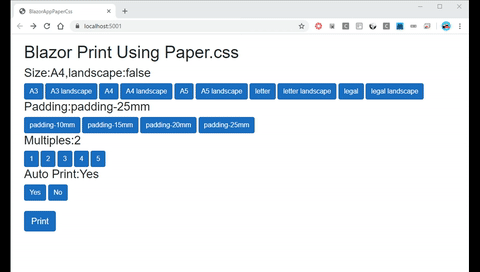 BlazorAppPaperCss
localhost:5001
Blazor Print Using Paper.css
Size:A4,landscape:false
A3 A3 landscape A4 A4 landscape A5 A5 landscape letter letter landscape legal legal landscape
Padding:padding-25mm
padding-10mm padding-15mm padding-20mm padding-25mm
Multiples:2
1 2 3 4 5
Auto Print:Yes
Yes No
Print